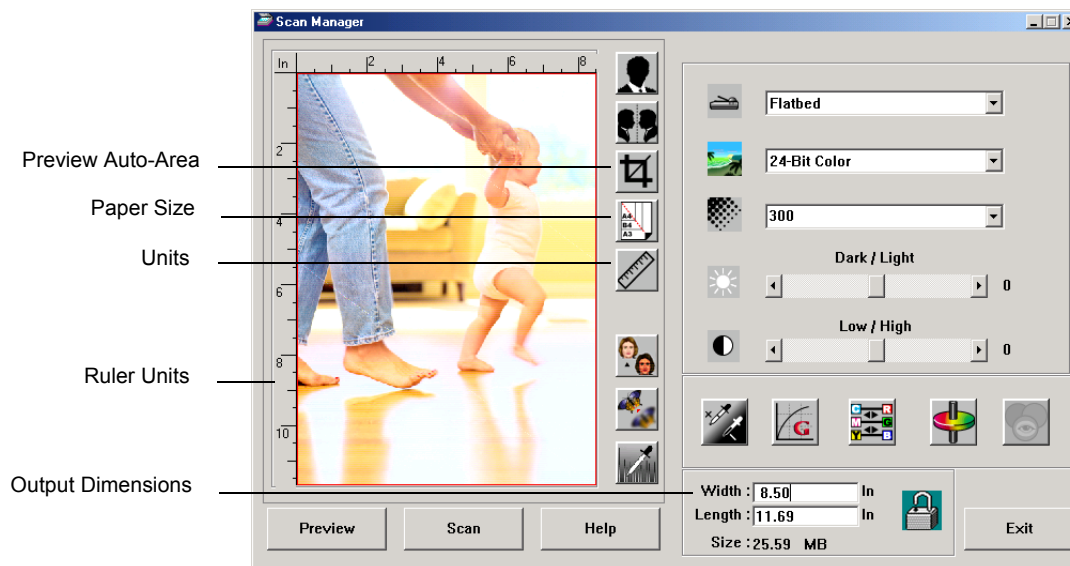 Scan Manager
In 2 4 6 8
2
4
6
8
10
Preview Auto-Area
Paper Size
Units
Ruler Units
Output Dimensions
A4
B4
A3
Flatbed
24-Bit Color
300
Dark / Light
0
Low / High
0
G
C R
M G
Y B
Width : 8.50 In
Length : 11.69 In
Size : 25.59 MB
Preview Scan Help
Exit